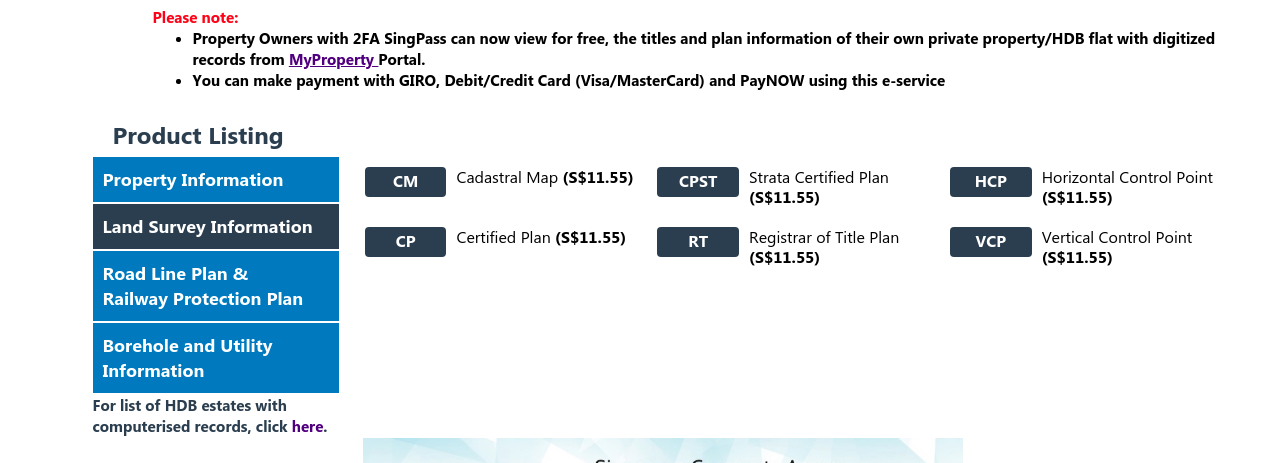 Please note:
• Property Owners with 2FA SingPass can now view for free, the titles and plan information of their own private property/HDB flat with digitized
records from MyProperty Portal.
• You can make payment with GIRO, Debit/Credit Card (Visa/MasterCard) and PayNOW using this e-service
Product Listing
Property Information
Land Survey Information
Road Line Plan &
Railway Protection Plan
Borehole and Utility
Information
For list of HDB estates with
computerised records, click here.
CM Cadastral Map (S$11.55)
CPST Strata Certified Plan
(S$11.55)
HCP Horizontal Control Point
(S$11.55)
CP Certified Plan (S$11.55)
RT Registrar of Title Plan
(S$11.55)
VCP Vertical Control Point
(S$11.55)